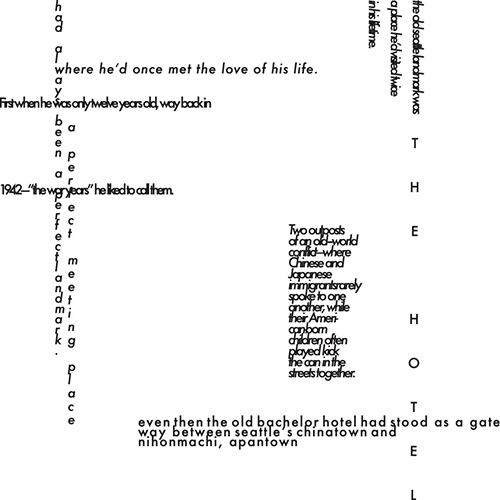 the old seattle landmark was
a place he'd visited twice
in his lifetime.
THE HOTEL
had always been a perfect landmark.
a perfect meeting place
where he'd once met the love of his life.
First when he was only twelve years old, way back in
1942—"the war years" he liked to call them.
Two outposts
of an old-world
conflict—where
Chinese and
Japanese
immigrants rarely
spoke to one
another, while
their Ameri-
can born
children often
played kick
the can in the
streets together.
even then the old bachelor hotel had stood as a gate
way between seattle's chinatown and
nihonmachi, apantown